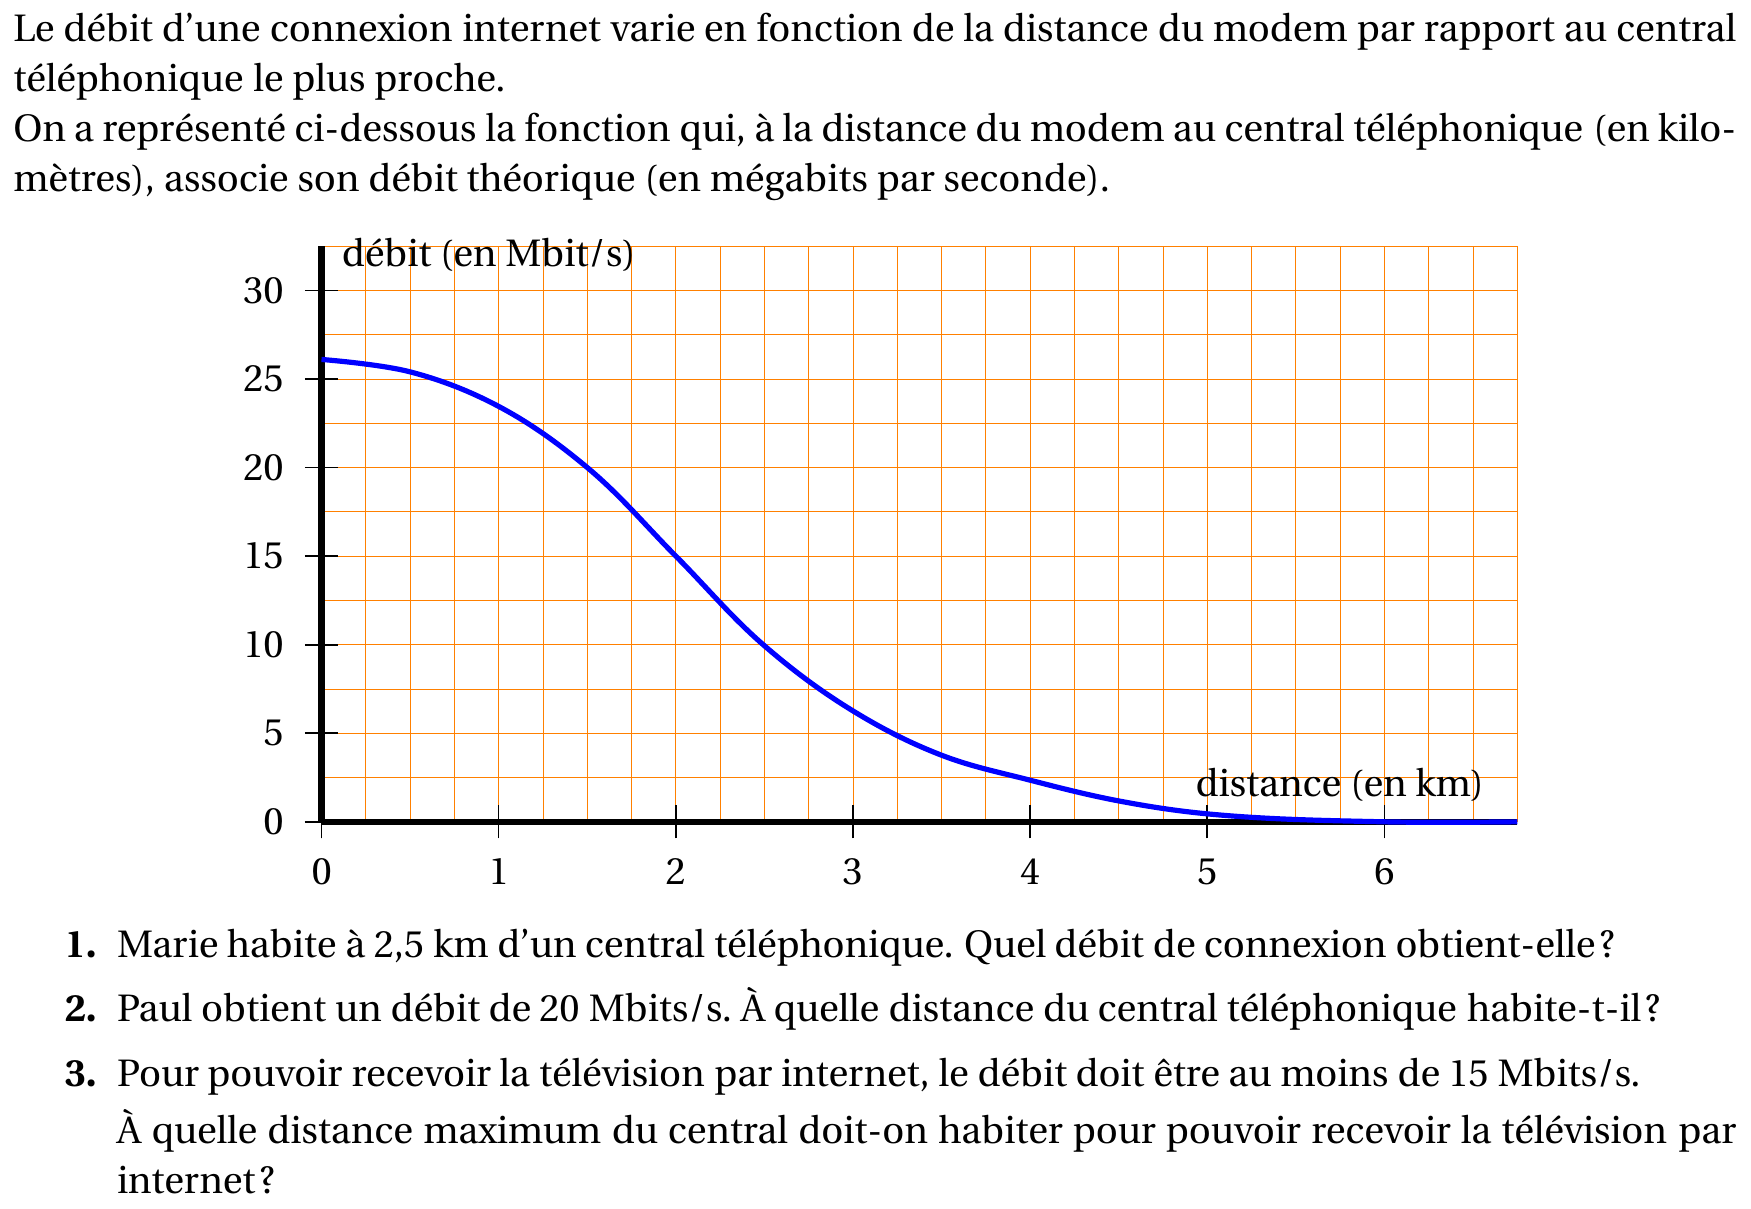 Le débit d’une connexion internet varie en fonction de la distance du modem par rapport au central
téléphonique le plus proche.
On a représenté ci-dessous la fonction qui, à la distance du modem au central téléphonique (en kilo-
mètres), associe son débit théorique (en mégabits par seconde).
débit (en Mbit/s)
30
25
20
15
10
5
distance (en km)
0
0 1 2 3 4 5 6
1. Marie habite à 2,5 km d’un central téléphonique. Quel débit de connexion obtient-elle ?
2. Paul obtient un débit de 20 Mbits/s. À quelle distance du central téléphonique habite-t-il ?
3. Pour pouvoir recevoir la télévision par internet, le débit doit être au moins de 15 Mbits/s.
À quelle distance maximum du central doit-on habiter pour pouvoir recevoir la télévision par
internet ?